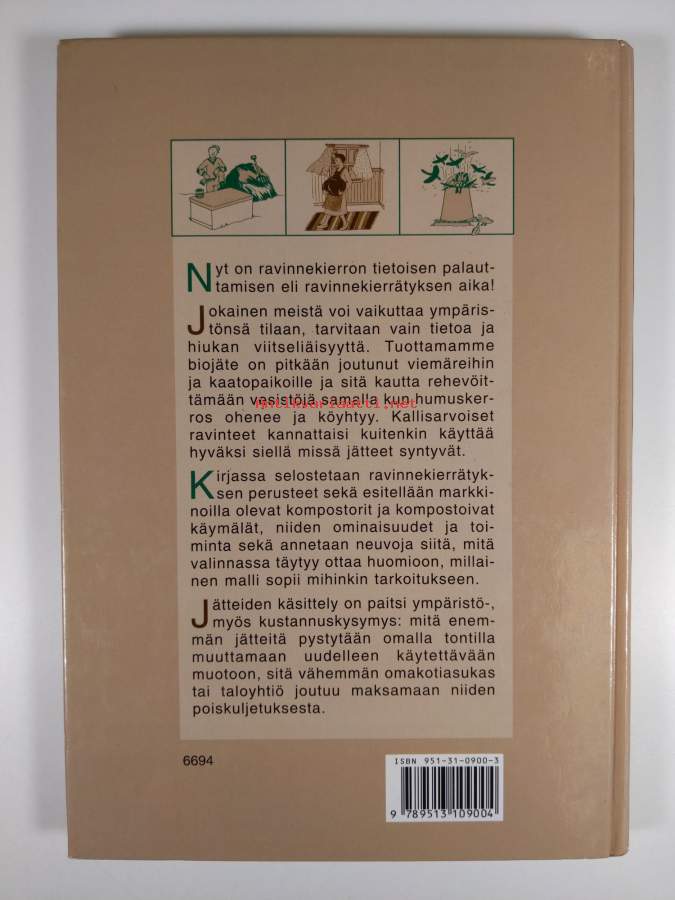 Nyt on ravinnekierron tietoisen palaut-
tamisen eli ravinnekierrätyksen aika!
Jokainen meistä voi vaikuttaa ympäris-
tönsä tilaan, tarvitaan vain tietoa ja
hiukan viitseliäisyyttä. Tuottamamme
biojäte on pitkään joutunut viemäreihin
ja kaatopaikoille ja sitä kautta rehevöit-
tämään vesistöjä samalla kun humusker-
antikvariaatti.net
ros ohenee ja köyhtyy. Kallisarvoiset
ravinteet kannattaisi kuitenkin käyttää
hyväksi siellä missä jätteet syntyvät.
Kirjassa selostetaan ravinnekierrätyk-
sen perusteet sekä esitellään markki-
noilla olevat kompostorit ja kompostoivat
käymälät, niiden ominaisuudet ja toi-
minta sekä annetaan neuvoja siitä, mitä
valinnassa täytyy ottaa huomioon, millai-
nen malli sopii mihinkin tarkoitukseen.
Jätteiden käsittely on paitsi ympäristö-,
myös kustannuskysymys: mitä enem-
män jätteitä pystytään omalla tontilla
muuttamaan uudelleen käytettävään
muotoon, sitä vähemmän omakotiasukas
tai taloyhtiö joutuu maksamaan niiden
poiskuljetuksesta.
6694
ISBN 951-31-0900-3
9 789513 109004